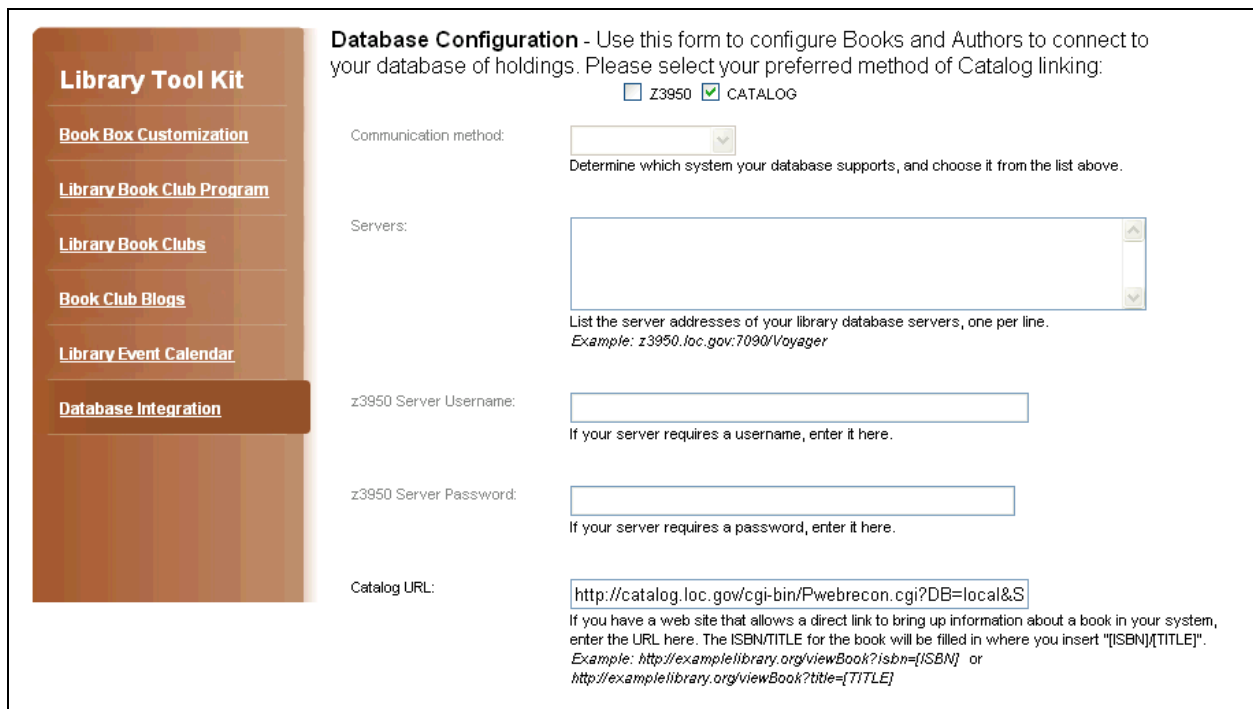 Library Tool Kit
Book Box Customization
Library Book Club Program
Library Book Clubs
Book Club Blogs
Library Event Calendar
Database Integration
Database Configuration - Use this form to configure Books and Authors to connect to
your database of holdings. Please select your preferred method of Catalog linking:
Z3950 CATALOG
Communication method:
Determine which system your database supports, and choose it from the list above.
Servers:
List the server addresses of your library database servers, one per line.
Example: z3950.loc.gov:7090/Voyager
z3950 Server Username:
If your server requires a username, enter it here.
z3950 Server Password:
If your server requires a password, enter it here.
Catalog URL:
http://catalog.loc.gov/cgi-bin/Pwebrecon.cgi?DB=local&S
If you have a web site that allows a direct link to bring up information about a book in your system,
enter the URL here. The ISBN/TITLE for the book will be filled in where you insert "[ISBN]/[TITLE]".
Example: http://examplelibrary.org/viewBook?isbn=[ISBN] or
http://examplelibrary.org/viewBook?title=[TITLE]